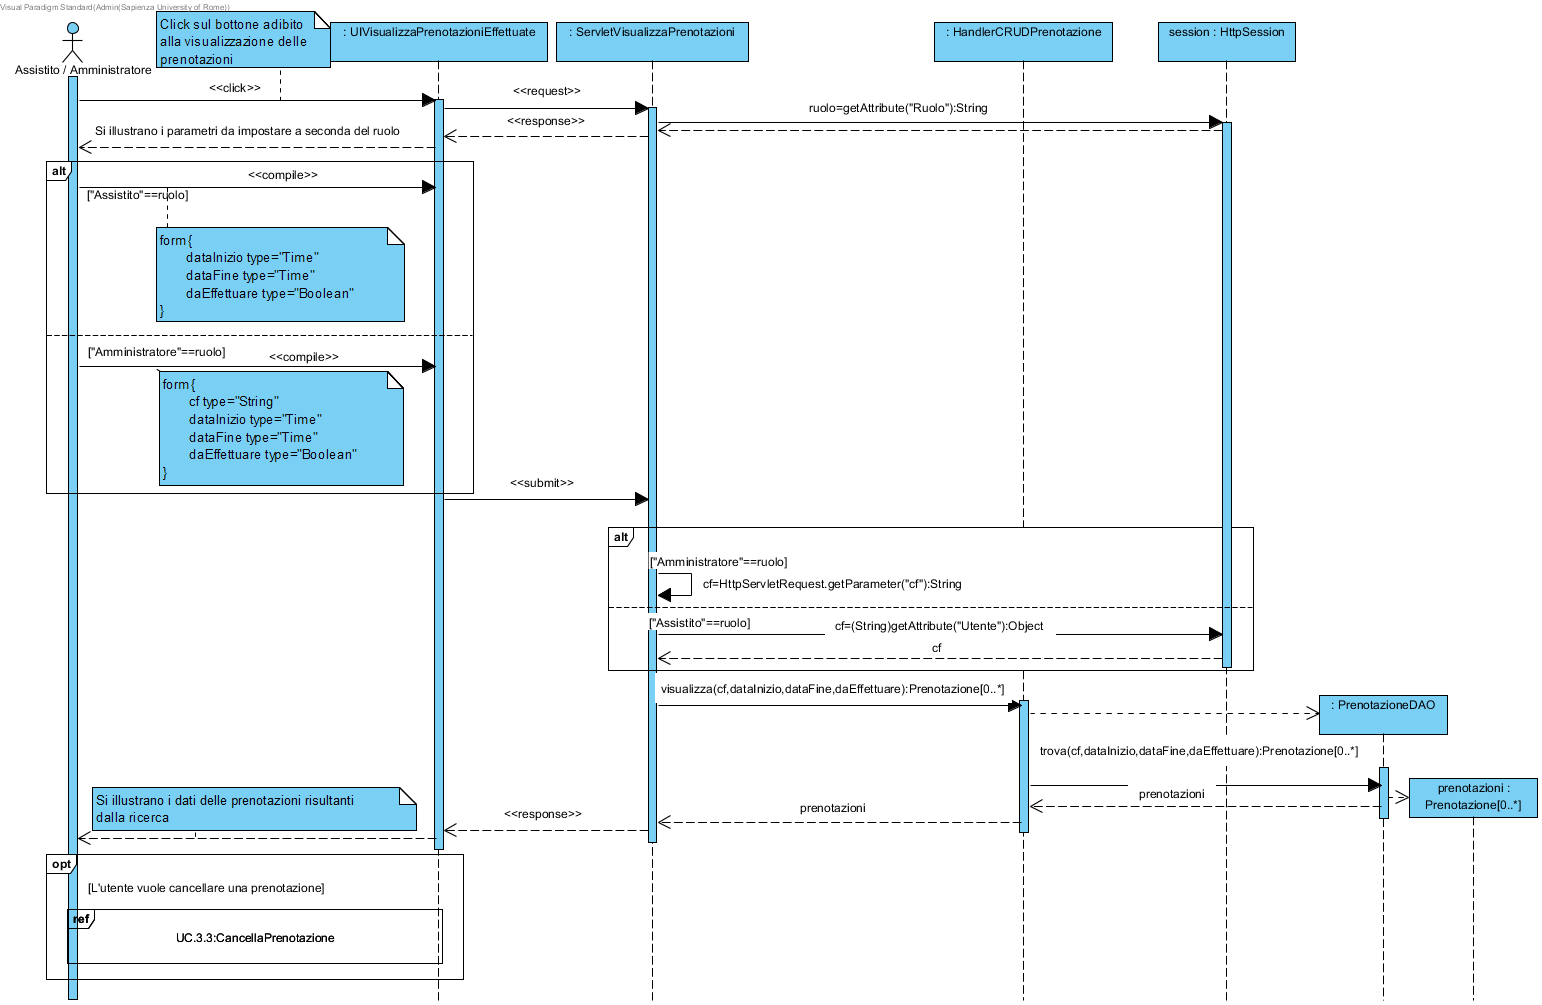 Visual Paradigm Standard(Admin(Sapienza University of Rome))
Click sul bottone adibito
alla visualizzazione delle
prenotazioni
: UIVisualizzaPrenotazioniEffettuate
: ServletVisualizzaPrenotazioni
: HandlerCRUDPrenotazione
session : HttpSession
Assistito / Amministratore
<<click>>
<<request>>
ruolo=getAttribute("Ruolo"):String
<<response>>
Si illustrano i parametri da impostare a seconda del ruolo
alt
<<compile>>
["Assistito"==ruolo]
form{
dataInizio type="Time"
dataFine type="Time"
daEffettuare type="Boolean"
}
["Amministratore"==ruolo]
<<compile>>
form{
cf type="String"
dataInizio type="Time"
dataFine type="Time"
daEffettuare type="Boolean"
}
<<submit>>
alt
["Amministratore"==ruolo]
cf=HttpServletRequest.getParameter("cf"):String
["Assistito"==ruolo]
cf=(String)getAttribute("Utente"):Object
cf
visualizza(cf,dataInizio,dataFine,daEffettuare):Prenotazione[0..*]
: PrenotazioneDAO
trova(cf,dataInizio,dataFine,daEffettuare):Prenotazione[0..*]
prenotazioni :
Prenotazione[0..*]
prenotazioni
prenotazioni
<<response>>
Si illustrano i dati delle prenotazioni risultanti
dalla ricerca
opt
[L'utente vuole cancellare una prenotazione]
ref
UC.3.3:CancellaPrenotazione